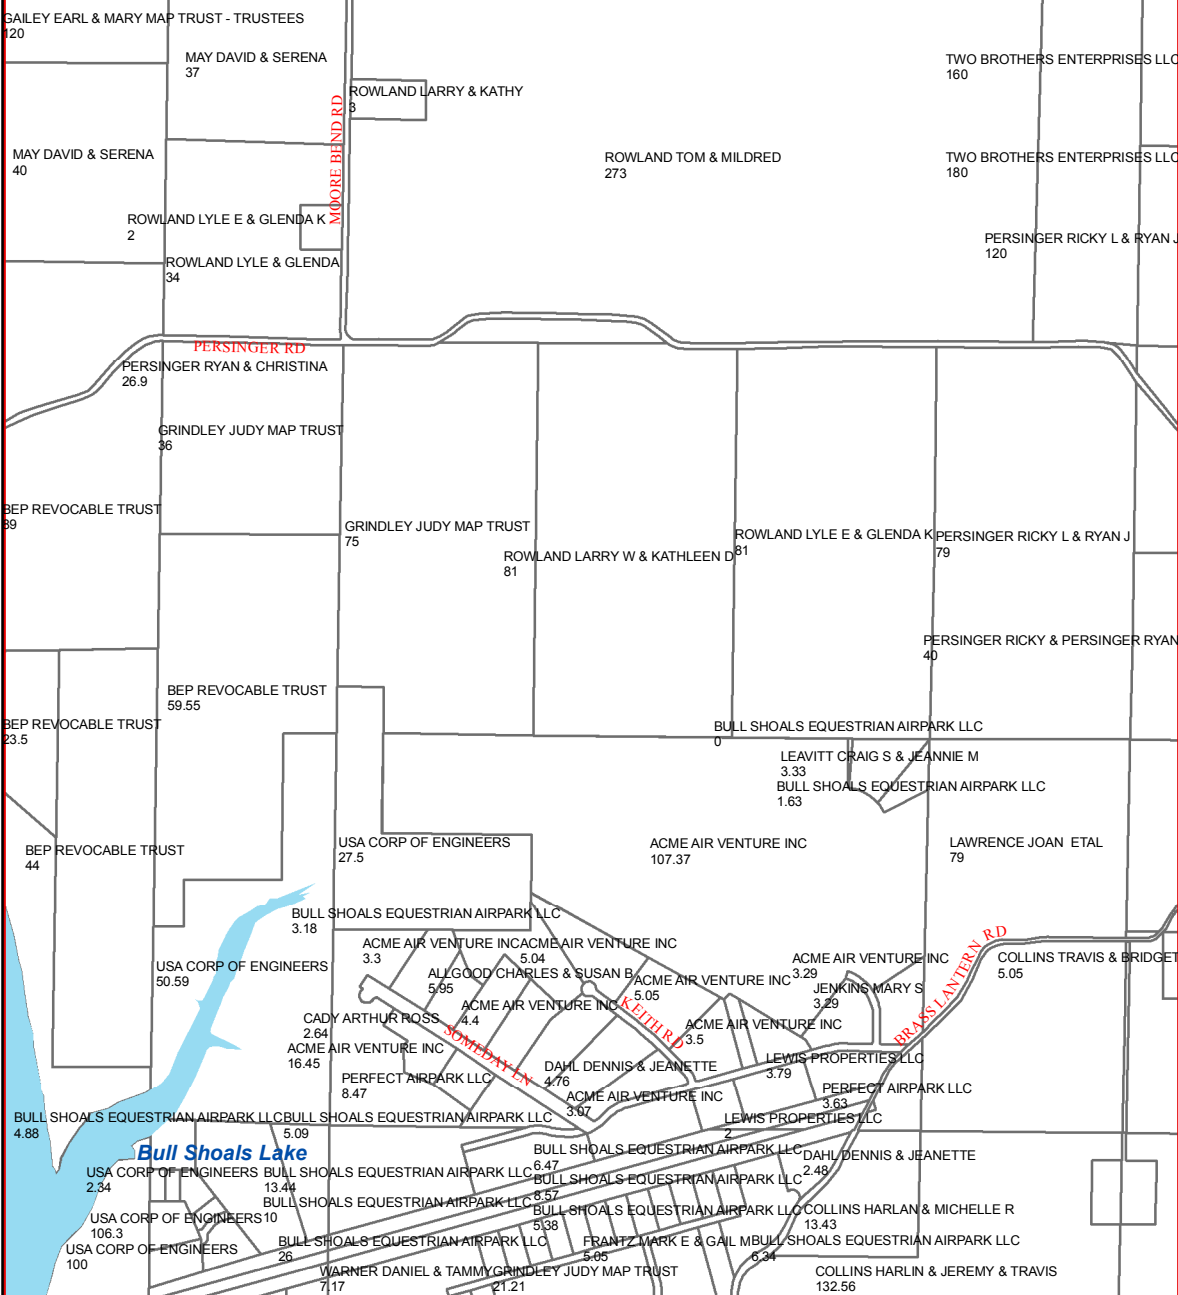 GAILEY EARL & MARY MAP TRUST - TRUSTEES
120
MAY DAVID & SERENA
37
TWO BROTHERS ENTERPRISES LLC
160
ROWLAND LARRY & KATHY
3
MOORE BEND RD
MAY DAVID & SERENA
40
ROWLAND TOM & MILDRED
273
TWO BROTHERS ENTERPRISES LLC
180
ROWLAND LYLE E & GLENDA K
2
PERSINGER RICKY L & RYAN J
120
ROWLAND LYLE & GLENDA
34
PERSINGER RD
PERSINGER RYAN & CHRISTINA
26.9
GRINDLEY JUDY MAP TRUST
36
BEP REVOCABLE TRUST
89
GRINDLEY JUDY MAP TRUST
75
ROWLAND LARRY W & KATHLEEN D
81
ROWLAND LYLE E & GLENDA K
81
PERSINGER RICKY L & RYAN J
79
PERSINGER RICKY & PERSINGER RYAN
40
BEP REVOCABLE TRUST
59.55
BEP REVOCABLE TRUST
23.5
BULL SHOALS EQUESTRIAN AIRPARK LLC
0
LEAVITT CRAIG S & JEANNIE M
3.33
BULL SHOALS EQUESTRIAN AIRPARK LLC
1.63
BEP REVOCABLE TRUST
44
USA CORP OF ENGINEERS
27.5
ACME AIR VENTURE INC
107.37
LAWRENCE JOAN  ETAL
79
BULL SHOALS EQUESTRIAN AIRPARK LLC
3.18
ACME AIR VENTURE INC
3.3
ACME AIR VENTURE INC
5.04
BRASS LANTERN RD
USA CORP OF ENGINEERS
50.59
ALLGOOD CHARLES & SUSAN B
5.95
ACME AIR VENTURE INC
5.05
ACME AIR VENTURE INC
3.29
JENKINS MARY S
3.29
COLLINS TRAVIS & BRIDGET
5.05
ACME AIR VENTURE INC
4.4
KEITH RD
CADY ARTHUR ROSS
2.64
SOMEDAY LN
ACME AIR VENTURE INC
3.5
ACME AIR VENTURE INC
16.45
LEWIS PROPERTIES LLC
3.79
PERFECT AIRPARK LLC
8.47
DAHL DENNIS & JEANETTE
4.76
ACME AIR VENTURE INC
3.07
PERFECT AIRPARK LLC
3.63
BULL SHOALS EQUESTRIAN AIRPARK LLC
4.88
BULL SHOALS EQUESTRIAN AIRPARK LLC
5.09
LEWIS PROPERTIES LLC
2
Bull Shoals Lake
BULL SHOALS EQUESTRIAN AIRPARK LLC
6.47
DAHL DENNIS & JEANETTE
2.48
USA CORP OF ENGINEERS
2.34
BULL SHOALS EQUESTRIAN AIRPARK LLC
13.44
BULL SHOALS EQUESTRIAN AIRPARK LLC
8.57
BULL SHOALS EQUESTRIAN AIRPARK LLC
10
BULL SHOALS EQUESTRIAN AIRPARK LLC
5.38
COLLINS HARLAN & MICHELLE R
13.43
USA CORP OF ENGINEERS
106.3
USA CORP OF ENGINEERS
100
BULL SHOALS EQUESTRIAN AIRPARK LLC
26
FRANTZ MARK E & GAIL M
5.05
BULL SHOALS EQUESTRIAN AIRPARK LLC
6.34
WARNER DANIEL & TAMMY
7.17
GRINDLEY JUDY MAP TRUST
21.21
COLLINS HARLIN & JEREMY & TRAVIS
132.56